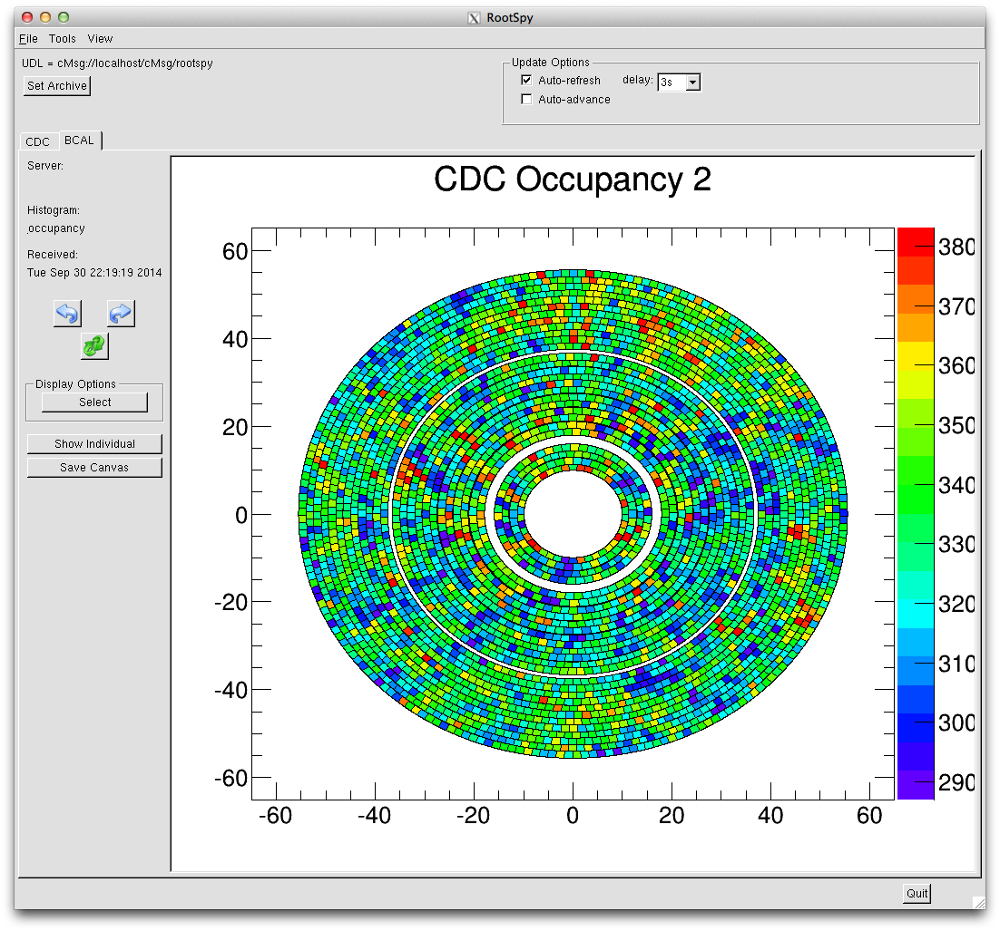 RootSpy
File Tools View
UDL = cMsg://localhost/cMsg/rootspy
Set Archive
Update Options
Auto-refresh delay: 3s
Auto-advance
CDC BCAL
Server:
Histogram:
occupancy
Received:
Tue Sep 30 22:19:19 2014
Display Options
Select
Show Individual
Save Canvas
CDC Occupancy 2
60
40
20
0
-20
-40
-60
-60 -40 -20 0 20 40 60
380
370
360
350
340
330
320
310
300
290
Quit